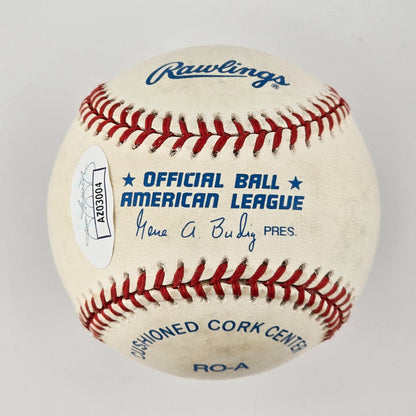 Rawlings®
★ OFFICIAL BALL ★
AMERICAN LEAGUE
Gene A. Budig PRES.
CUSHIONED CORK CENTER
RO-A
AZ03004